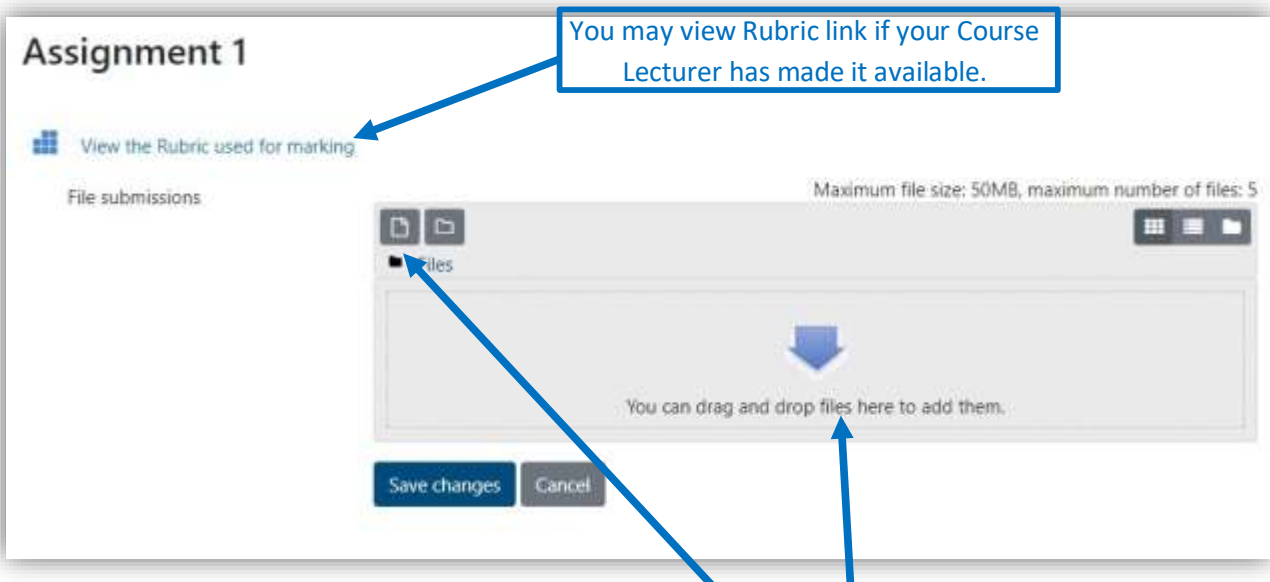 You may view Rubric link if your Course
Lecturer has made it available.
Assignment 1
View the Rubric used for marking
File submissions
Maximum file size: 50MB, maximum number of files: 5
Files
You can drag and drop files here to add them.
Save changes
Cancel